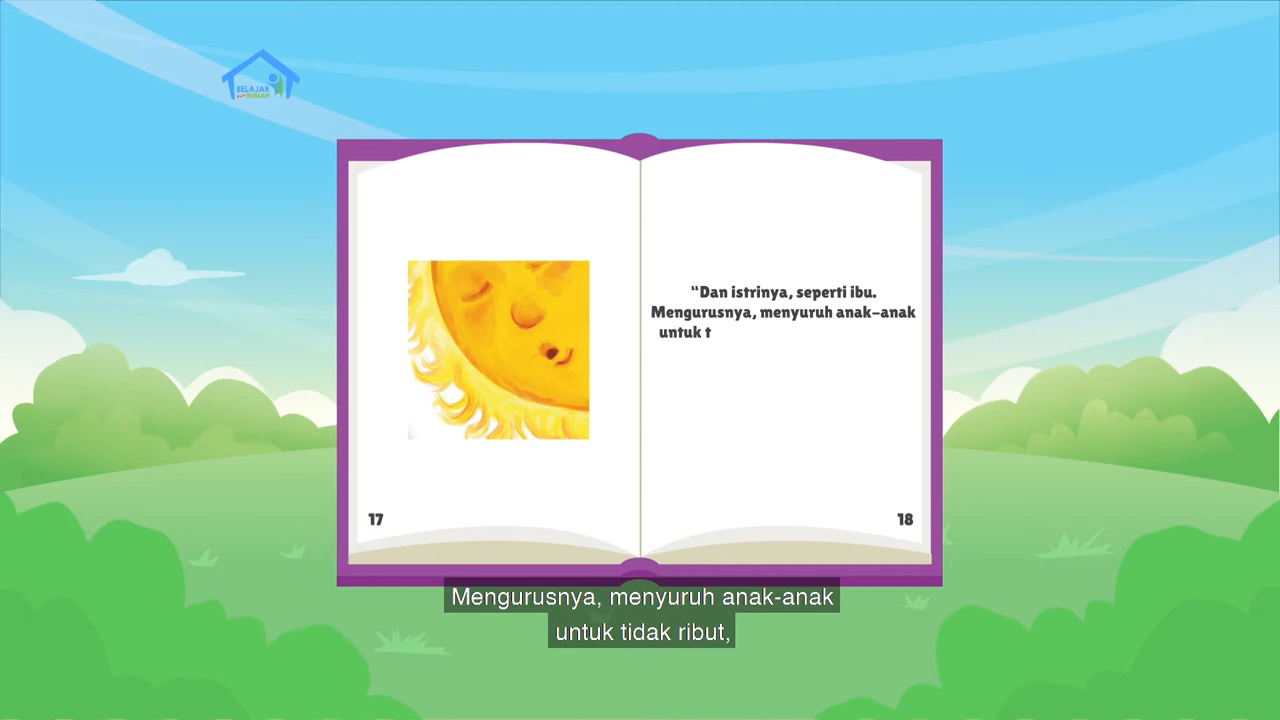 BELAJAR
dari RUMAH
“Dan istrinya, seperti ibu.
Mengurusnya, menyuruh anak-anak
untuk t
17
18
Mengurusnya, menyuruh anak-anak
untuk tidak ribut,